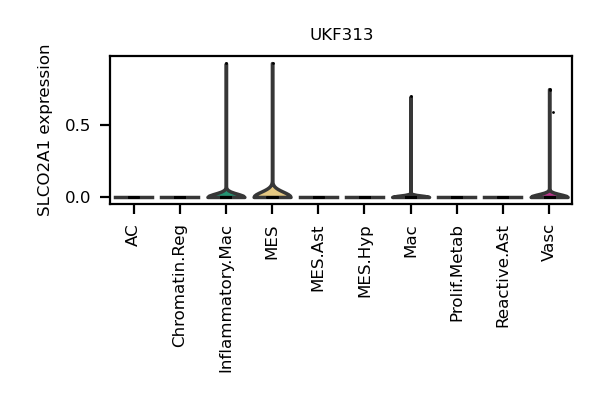 UKF313
SLCO2A1 expression
0.5
0.0
AC
Chromatin.Reg
Inflammatory.Mac
MES
MES.Ast
MES.Hyp
Mac
Prolif.Metab
Reactive.Ast
Vasc